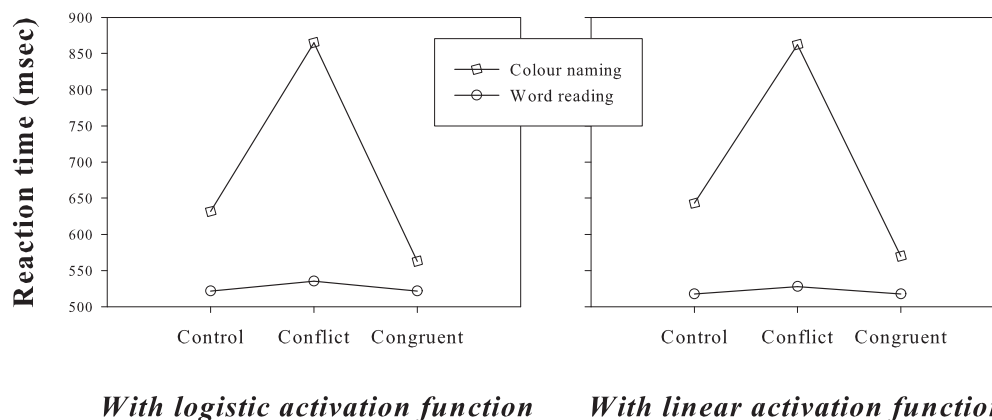 Reaction time (msec)
900
850
800
750
700
650
600
550
500
Control Conflict Congruent
With logistic activation function
Colour naming
Word reading
Control Conflict Congruent
With linear activation